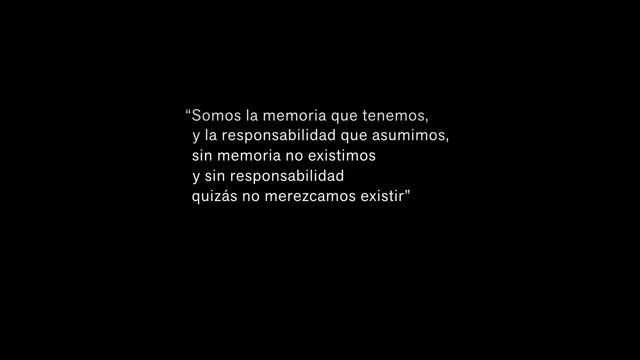 “Somos la memoria que tenemos,
y la responsabilidad que asumimos,
sin memoria no existimos
y sin responsabilidad
quizás no merezcamos existir”